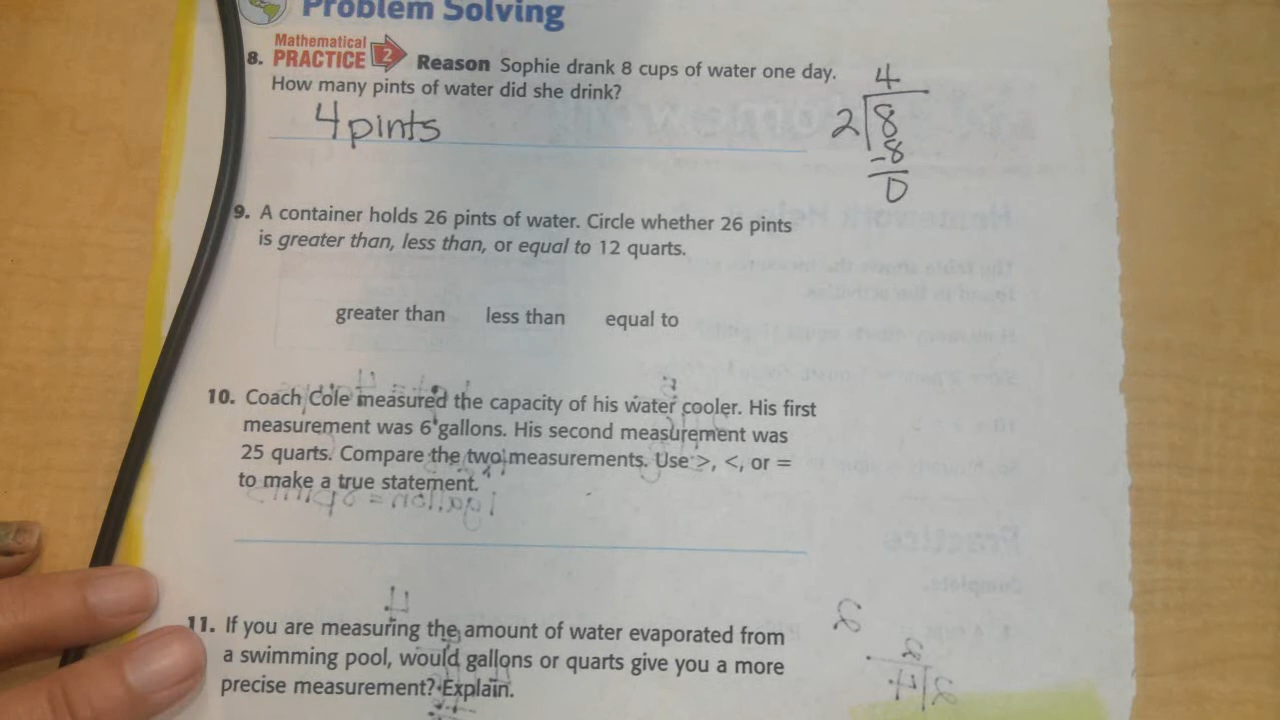 Problem Solving
8. Mathematical PRACTICE 2 Reason Sophie drank 8 cups of water one day.
How many pints of water did she drink?
4 pints
4
2 8
-8
0
9. A container holds 26 pints of water. Circle whether 26 pints
is greater than, less than, or equal to 12 quarts.
greater than less than equal to
10. Coach Cole measured the capacity of his water cooler. His first
measurement was 6 gallons. His second measurement was
25 quarts. Compare the two measurements. Use >, <, or =
to make a true statement.
11. If you are measuring the amount of water evaporated from
a swimming pool, would gallons or quarts give you a more
precise measurement? Explain.